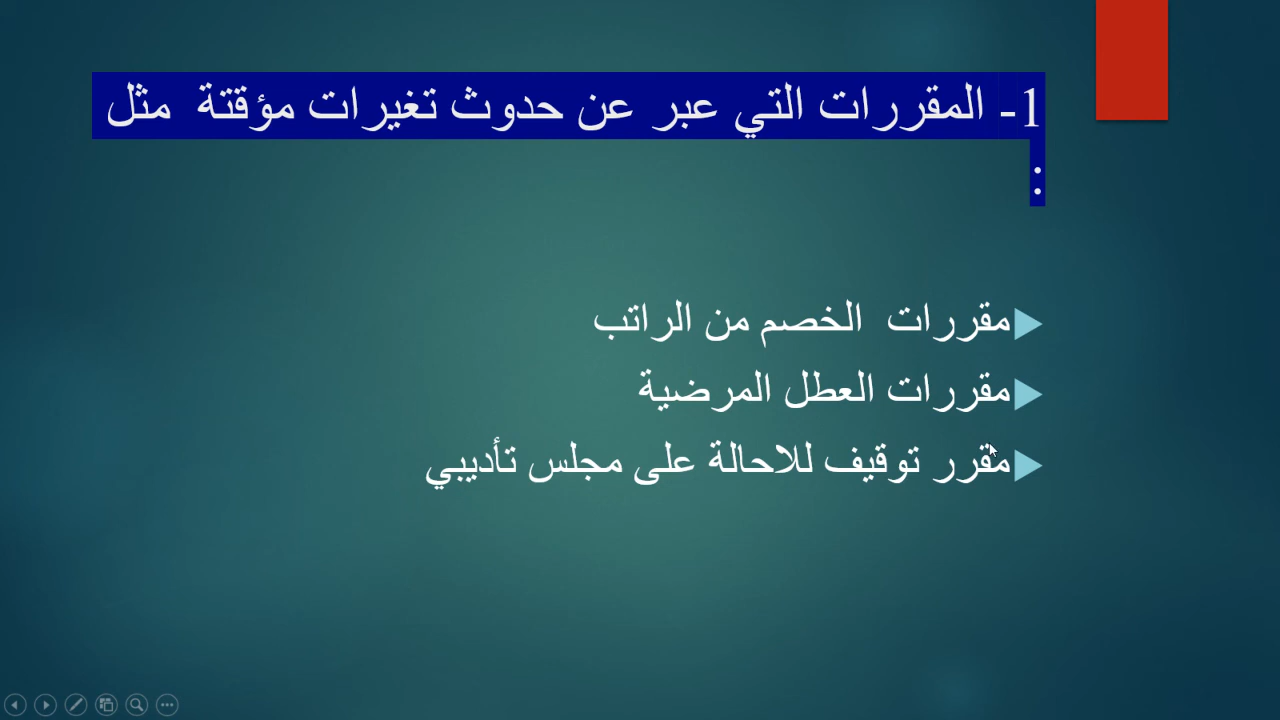 1- المقررات التي عبر عن حدوث تغيرات مؤقتة مثل
:
مقررات الخصم من الراتب
مقررات العطل المرضية
مقرر توقيف للاحالة على مجلس تأديبي